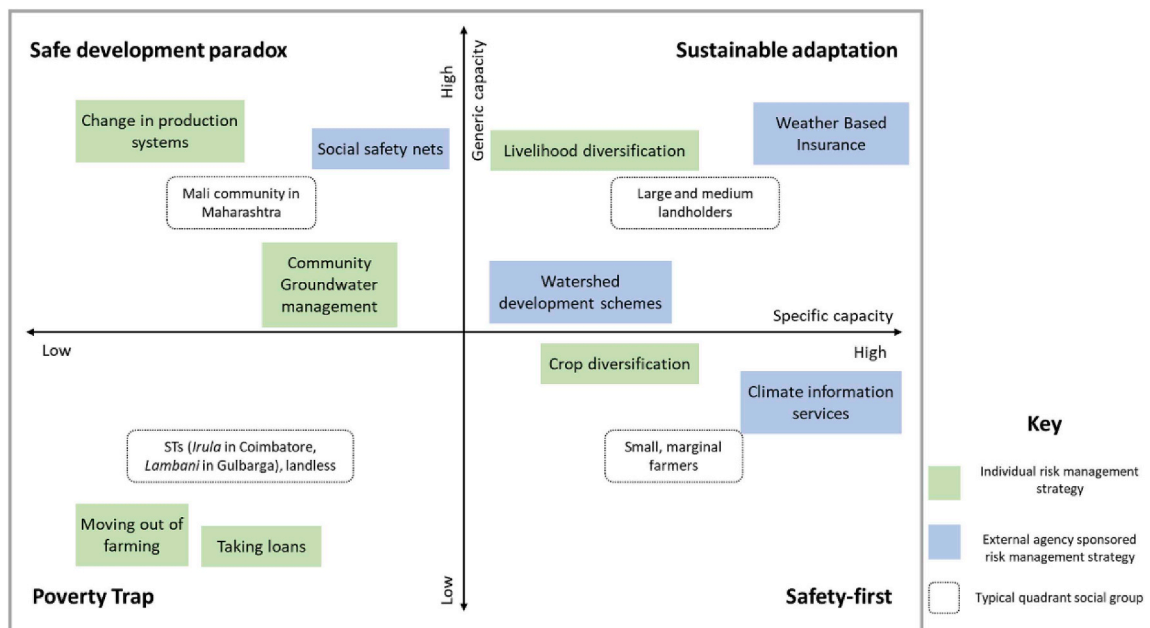 Safe development paradox
Sustainable adaptation
High
Generic capacity
Change in production
systems
Social safety nets
Livelihood diversification
Weather Based
Insurance
Mali community in
Maharashtra
Large and medium
landholders
Community
Groundwater
management
Watershed
development schemes
Specific capacity
Low
High
Crop diversification
Climate information
services
STs (Irula in Coimbatore,
Lambani in Gulbarga), landless
Small, marginal
farmers
Moving out of
farming
Taking loans
Low
Poverty Trap
Safety-first
Key
Individual risk management
strategy
External agency sponsored
risk management strategy
Typical quadrant social group